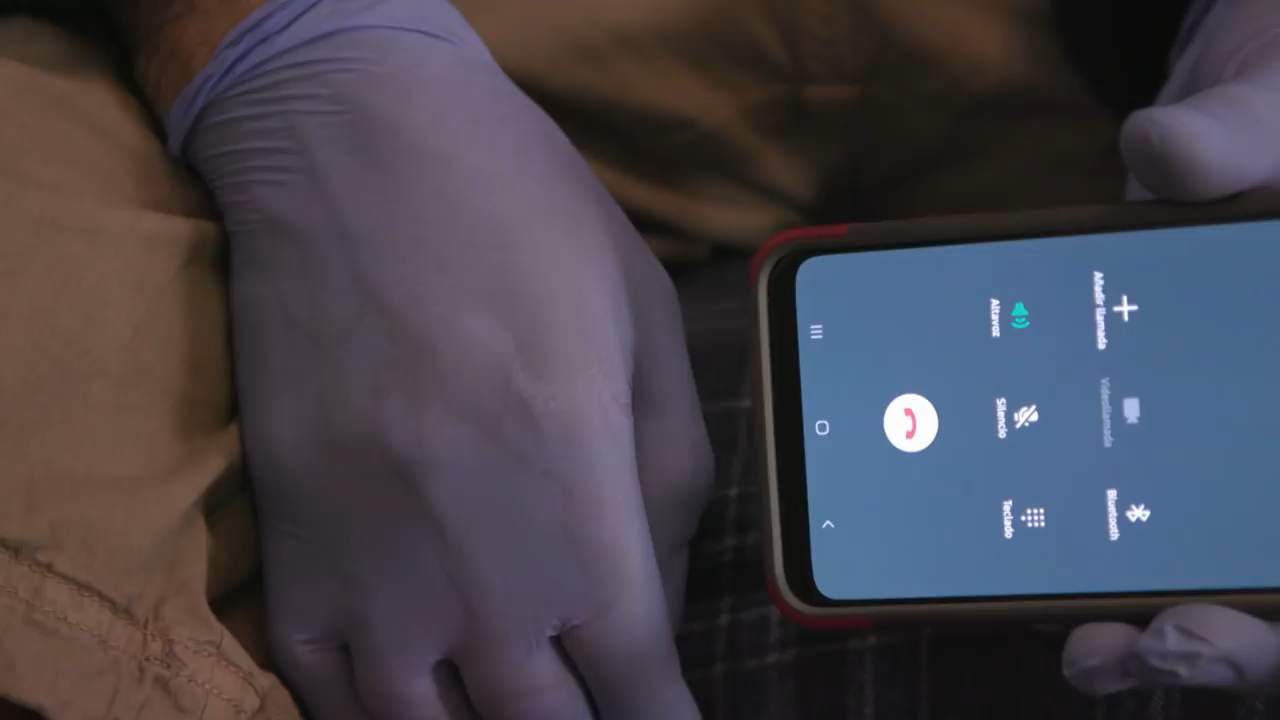 Añadir llamada
Videollamada
Bluetooth
Altavoz
Silencio
Teclado